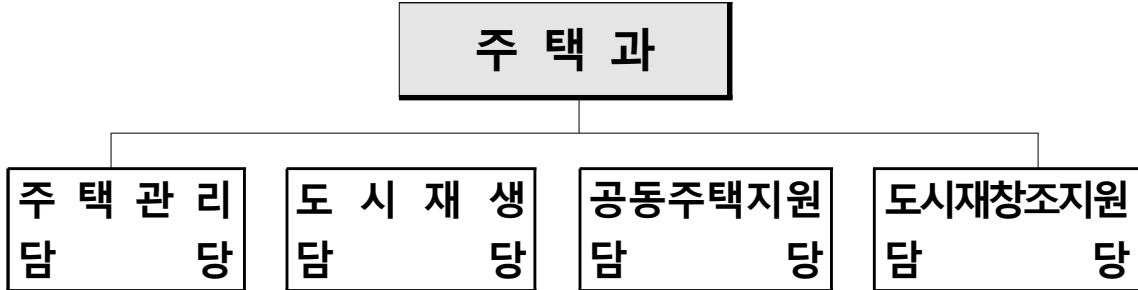 주 택 과
주 택 관 리
담 당
도 시 재 생
담 당
공동주택지원
담 당
도시재창조지원
담 당